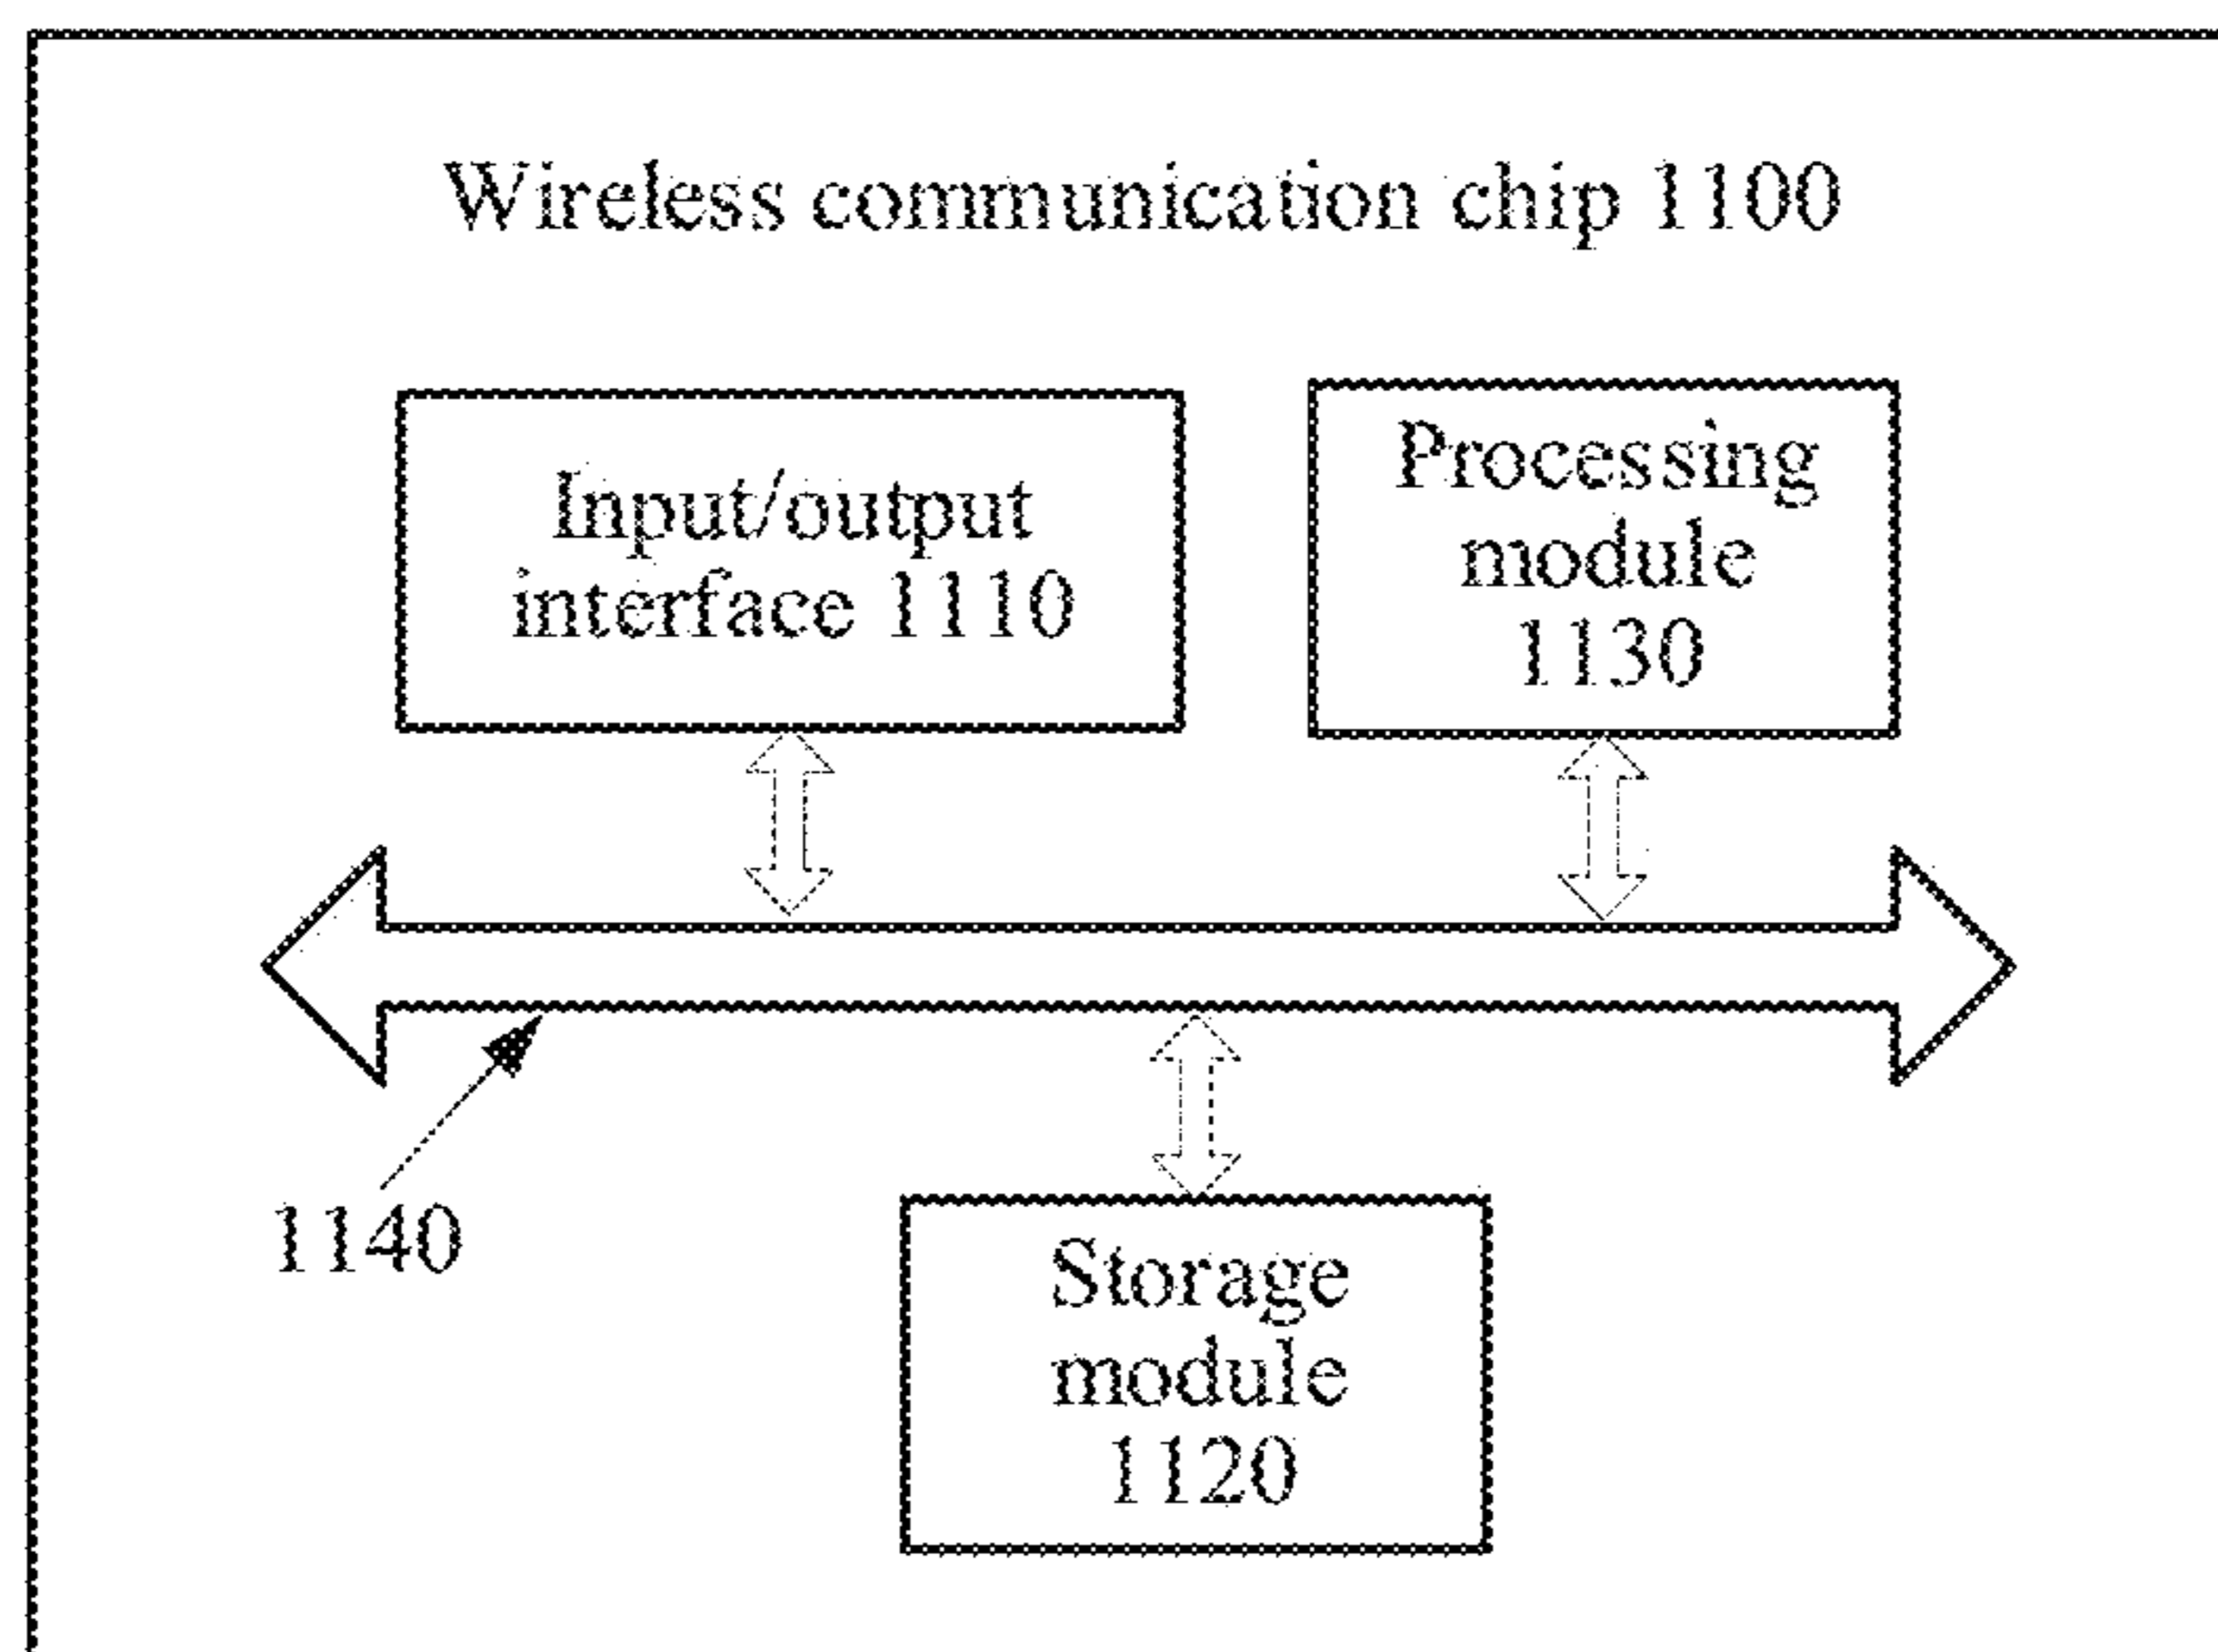 Wireless communication chip 1100
Input/output
interface 1110
Processing
module
1130
1140
Storage
module
1120